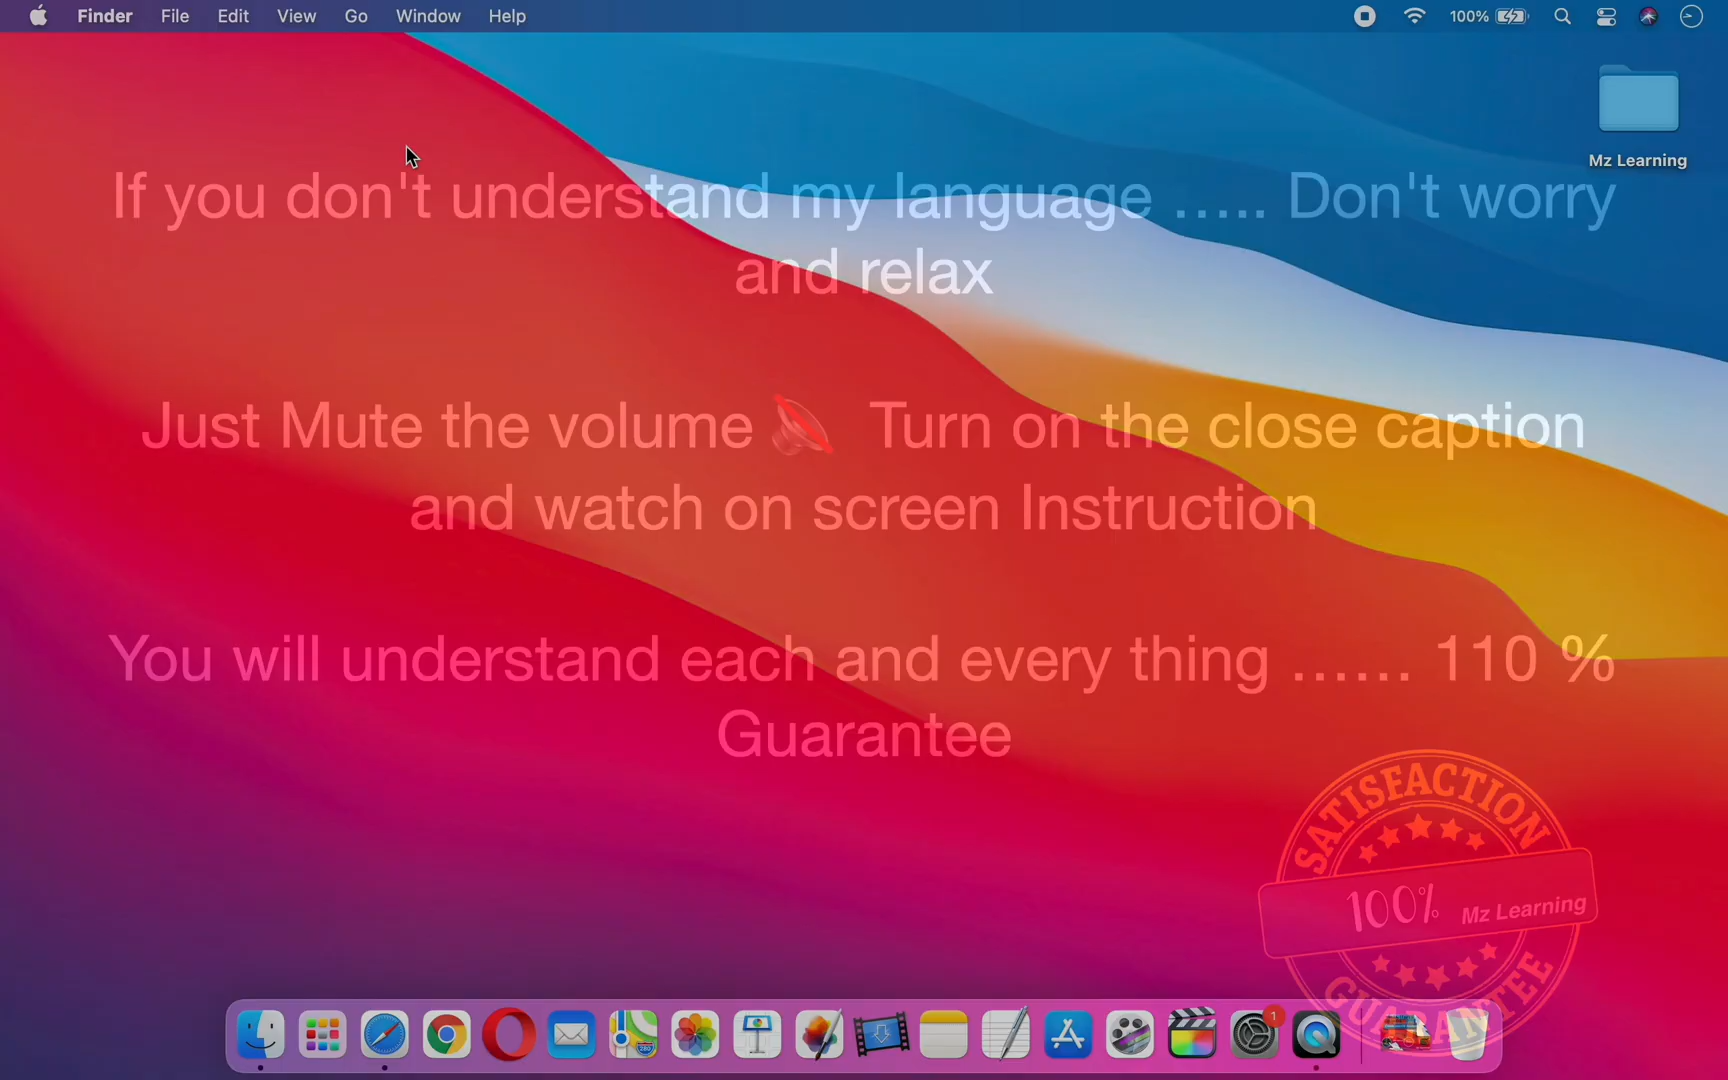 Finder File Edit View Go Window Help 100%
Mz Learning
If you don't understand my language ..... Don't worry
and relax
Just Mute the volume 🔇 Turn on the close caption
and watch on screen Instruction
You will understand each and every thing ...... 110 %
Guarantee
SATISFACTION
100% Mz Learning
GUARANTEE
280
1